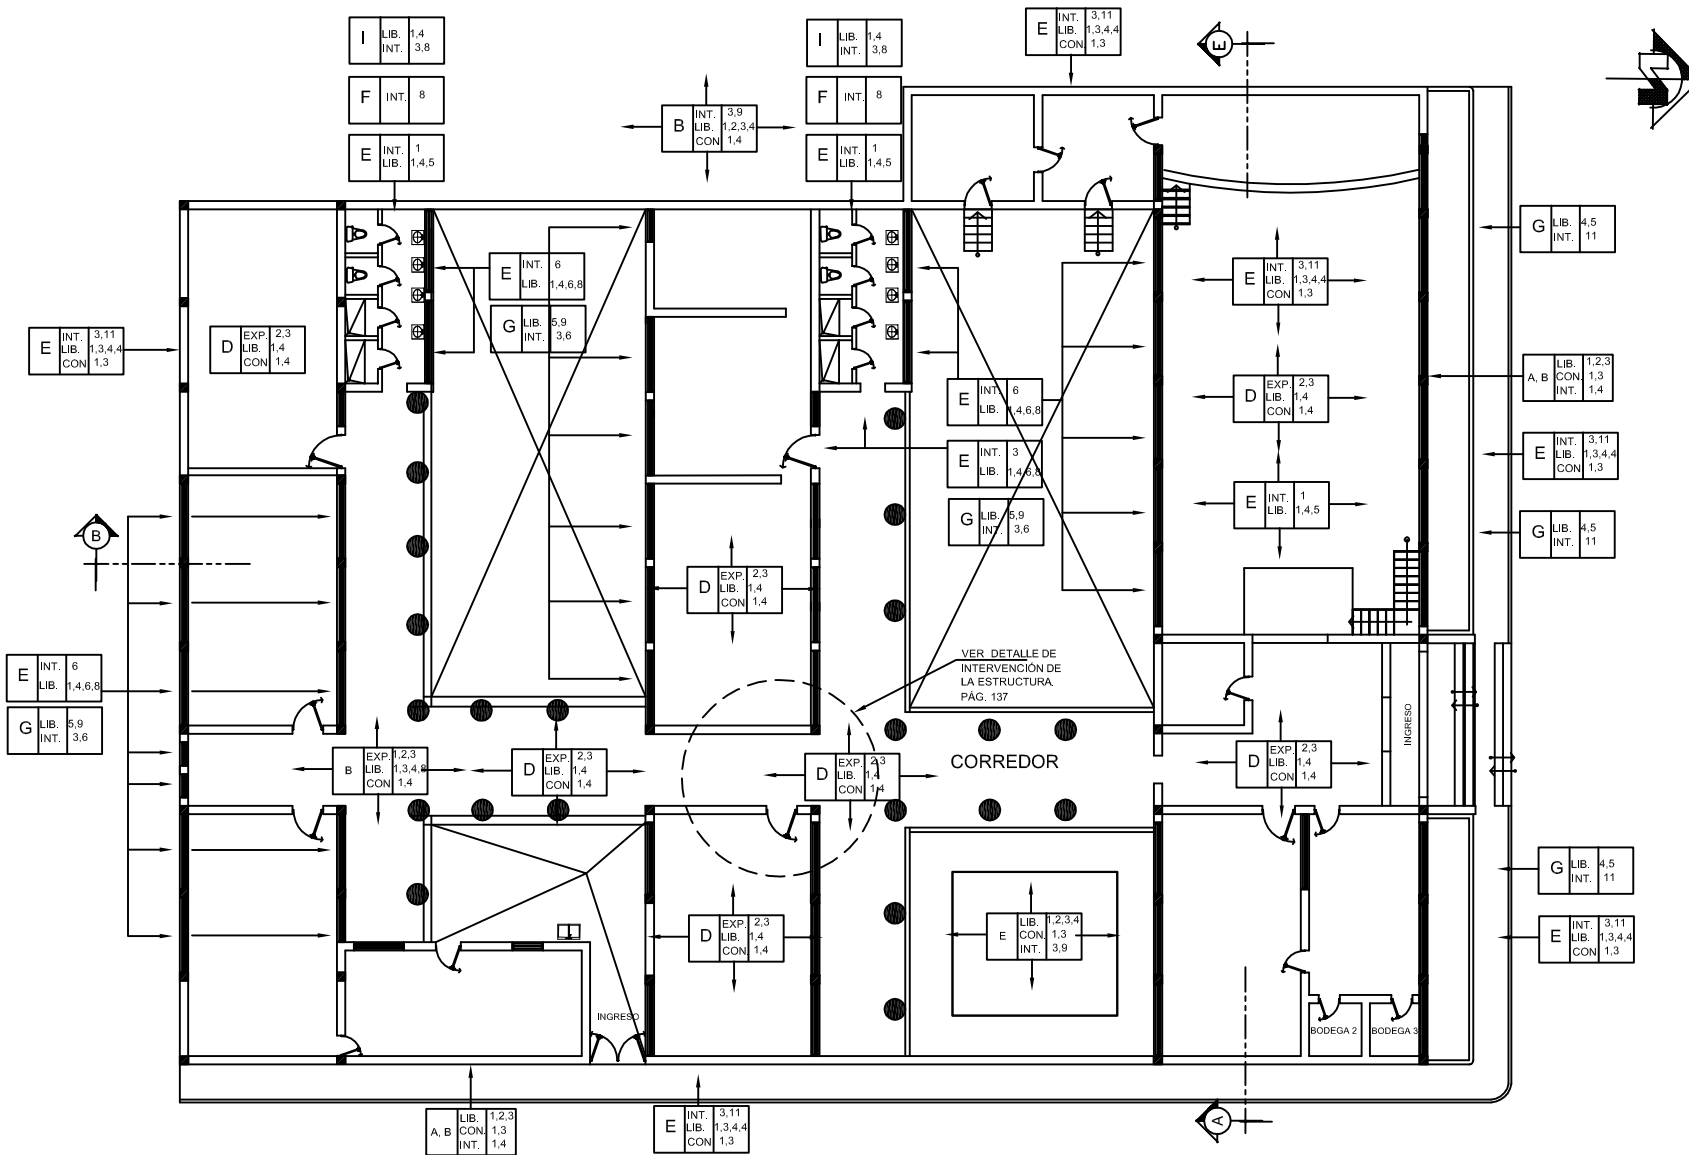 I LIB. 1,4
INT. 3,8
F INT. 8
E INT. 1
LIB. 1,4,5
B INT. 3,9
LIB. 1,2,3,4
CON 1,4
I LIB. 1,4
INT. 3,8
F INT. 8
E INT. 1
LIB. 1,4,5
E INT. 3,11
LIB. 1,3,4,4
CON. 1,3
E
G LIB. 4,5
INT. 11
E INT. 6
LIB. 1,4,6,8
G LIB. 5,9
INT. 3,6
E INT. 3,11
LIB. 1,3,4,4
CON 1,3
E INT. 3,11
LIB. 1,3,4,4
CON 1,3
D EXP. 2,3
LIB. 1,4
CON 1,4
E INT. 6
LIB. 1,4,6,8
E INT. 3
LIB. 1,4,6,8
G LIB. 5,9
INT. 3,6
D EXP. 2,3
LIB. 1,4
CON 1,4
A, B LIB. 1,2,3
CON. 1,3
INT. 1,4
E INT. 3,11
LIB. 1,3,4,4
CON 1,3
E INT. 1
LIB. 1,4,5
G LIB. 4,5
INT. 11
B
D EXP. 2,3
LIB. 1,4
CON 1,4
E INT. 6
LIB. 1,4,6,8
G LIB. 5,9
INT. 3,6
VER DETALLE DE
INTERVENCIÓN DE
LA ESTRUCTURA.
PÁG. 137
INGRESO
B EXP. 1,2,3
LIB. 1,3,4,8
CON 1,4
D EXP. 2,3
LIB. 1,4
CON. 1,4
D EXP. 2,3
LIB. 1,4
CON 1,4
CORREDOR
D EXP. 2,3
LIB. 1,4
CON. 1,4
G LIB. 4,5
INT. 11
D EXP. 2,3
LIB. 1,4
CON. 1,4
E LIB. 1,2,3,4
CON. 1,3
INT. 3,9
E INT. 3,11
LIB. 1,3,4,4
CON 1,3
INGRESO
BODEGA 2
BODEGA 3
A, B LIB. 1,2,3
CON. 1,3
INT. 1,4
E INT. 3,11
LIB. 1,3,4,4
CON 1,3
A